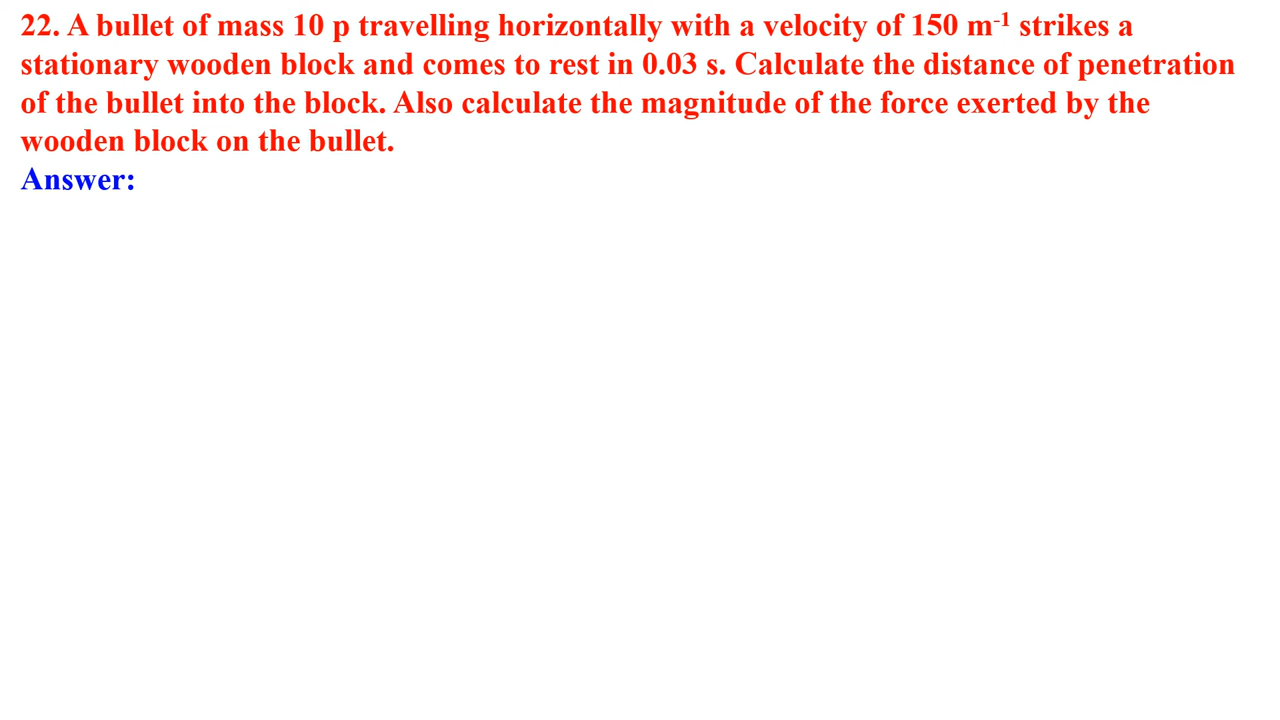 22. A bullet of mass 10 p travelling horizontally with a velocity of 150 m⁻¹ strikes a
stationary wooden block and comes to rest in 0.03 s. Calculate the distance of penetration
of the bullet into the block. Also calculate the magnitude of the force exerted by the
wooden block on the bullet.
Answer: